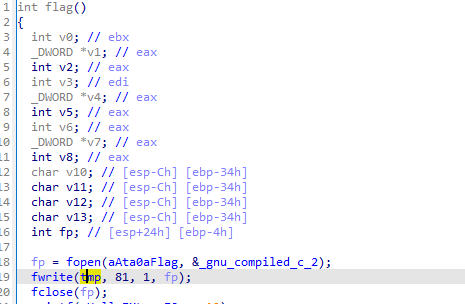 1 int flag()
2 {
3 int v0; // ebx
4 _DWORD *v1; // eax
5 int v2; // eax
6 int v3; // edi
7 _DWORD *v4; // eax
8 int v5; // eax
9 int v6; // eax
10 _DWORD *v7; // eax
11 int v8; // eax
12 char v10; // [esp-Ch] [ebp-34h]
13 char v11; // [esp-Ch] [ebp-34h]
14 char v12; // [esp-Ch] [ebp-34h]
15 char v13; // [esp-Ch] [ebp-34h]
16 int fp; // [esp+24h] [ebp-4h]
17
18 fp = fopen(aAta0aFlag, &_gnu_compiled_c_2);
19 fwrite(tmp, 81, 1, fp);
20 fclose(fp);